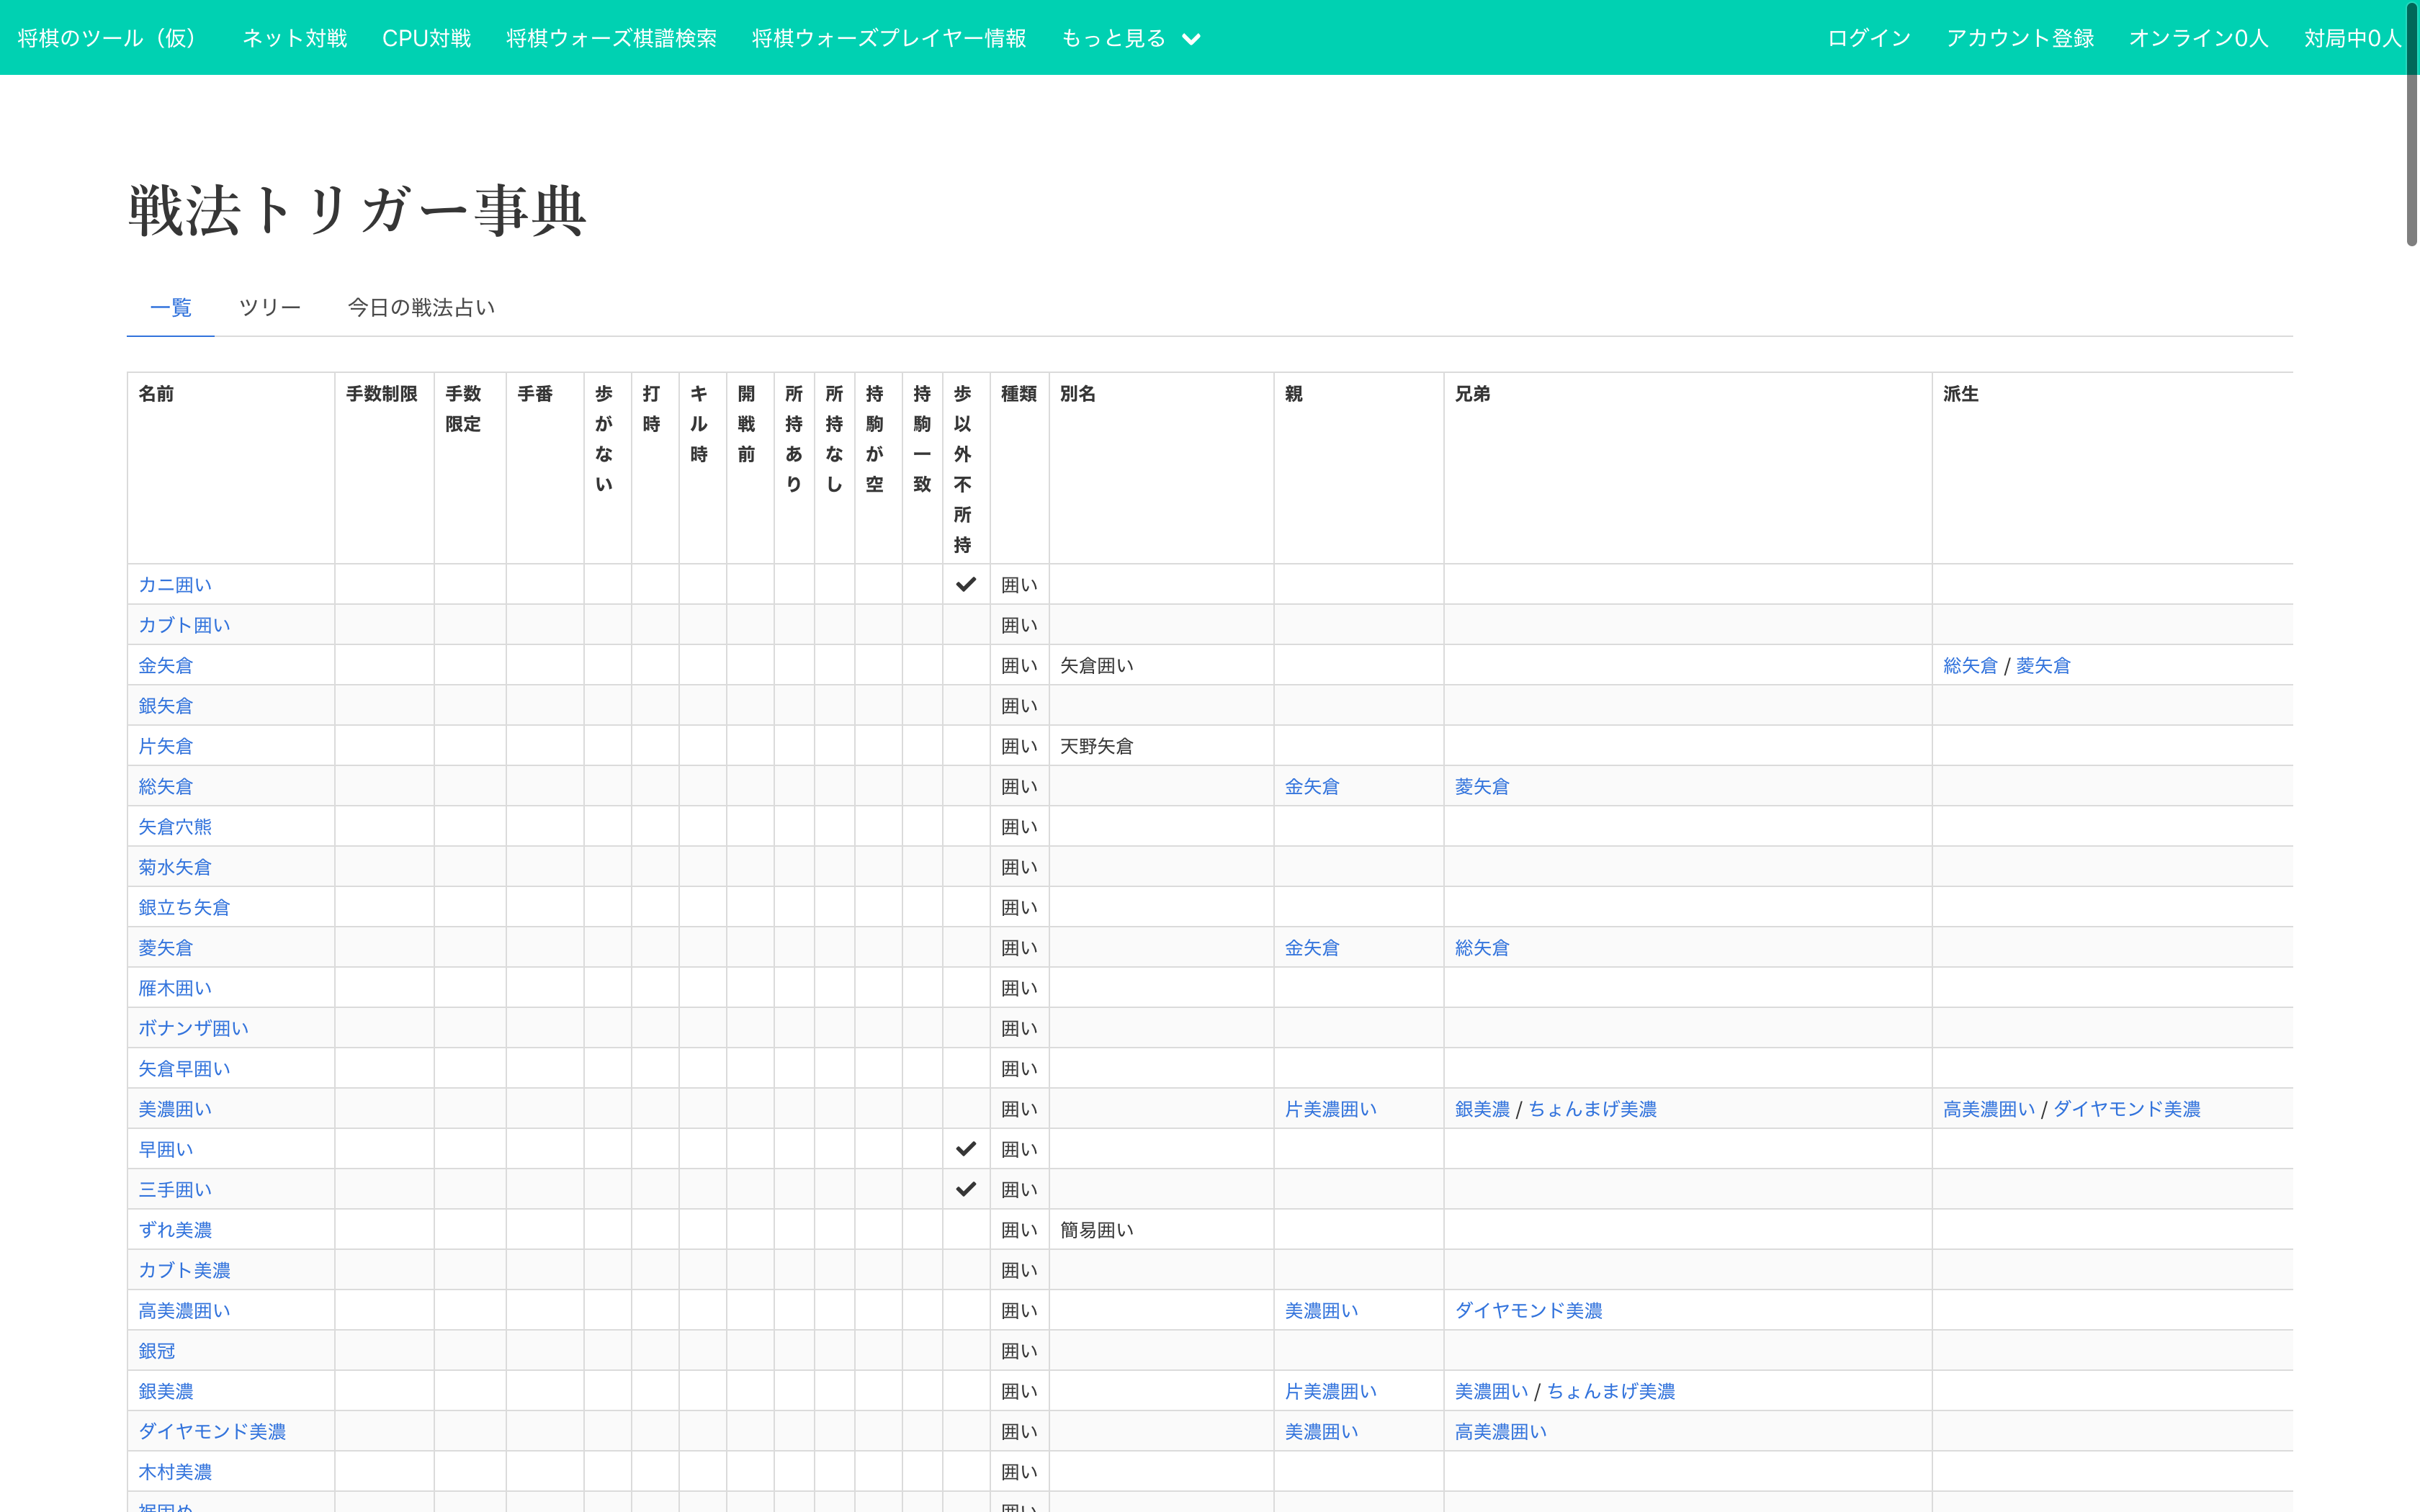 将棋のツール（仮） ネット対戦 CPU対戦 将棋ウォーズ棋譜検索 将棋ウォーズプレイヤー情報 もっと見る ログイン アカウント登録 オンライン0人 対局中0人
戦法トリガー事典
一覧 ツリー 今日の戦法占い
名前 手数制限 手数限定 手番 歩がない 打時 キル時 開戦前 所持あり 所持なし 持駒が空 持駒一致 歩以外不所持 種類 別名 親 兄弟 派生
カニ囲い ✓ 囲い
カブト囲い 囲い
金矢倉 囲い 矢倉囲い 総矢倉 / 菱矢倉
銀矢倉 囲い
片矢倉 囲い 天野矢倉
総矢倉 囲い 金矢倉 菱矢倉
矢倉穴熊 囲い
菊水矢倉 囲い
銀立ち矢倉 囲い
菱矢倉 囲い 金矢倉 総矢倉
雁木囲い 囲い
ボナンザ囲い 囲い
矢倉早囲い 囲い
美濃囲い 囲い 片美濃囲い 銀美濃 / ちょんまげ美濃 高美濃囲い / ダイヤモンド美濃
早囲い ✓ 囲い
三手囲い ✓ 囲い
ずれ美濃 囲い 簡易囲い
カブト美濃 囲い
高美濃囲い 囲い 美濃囲い ダイヤモンド美濃
銀冠 囲い
銀美濃 囲い 片美濃囲い 美濃囲い / ちょんまげ美濃
ダイヤモンド美濃 囲い 美濃囲い 高美濃囲い
木村美濃 囲い